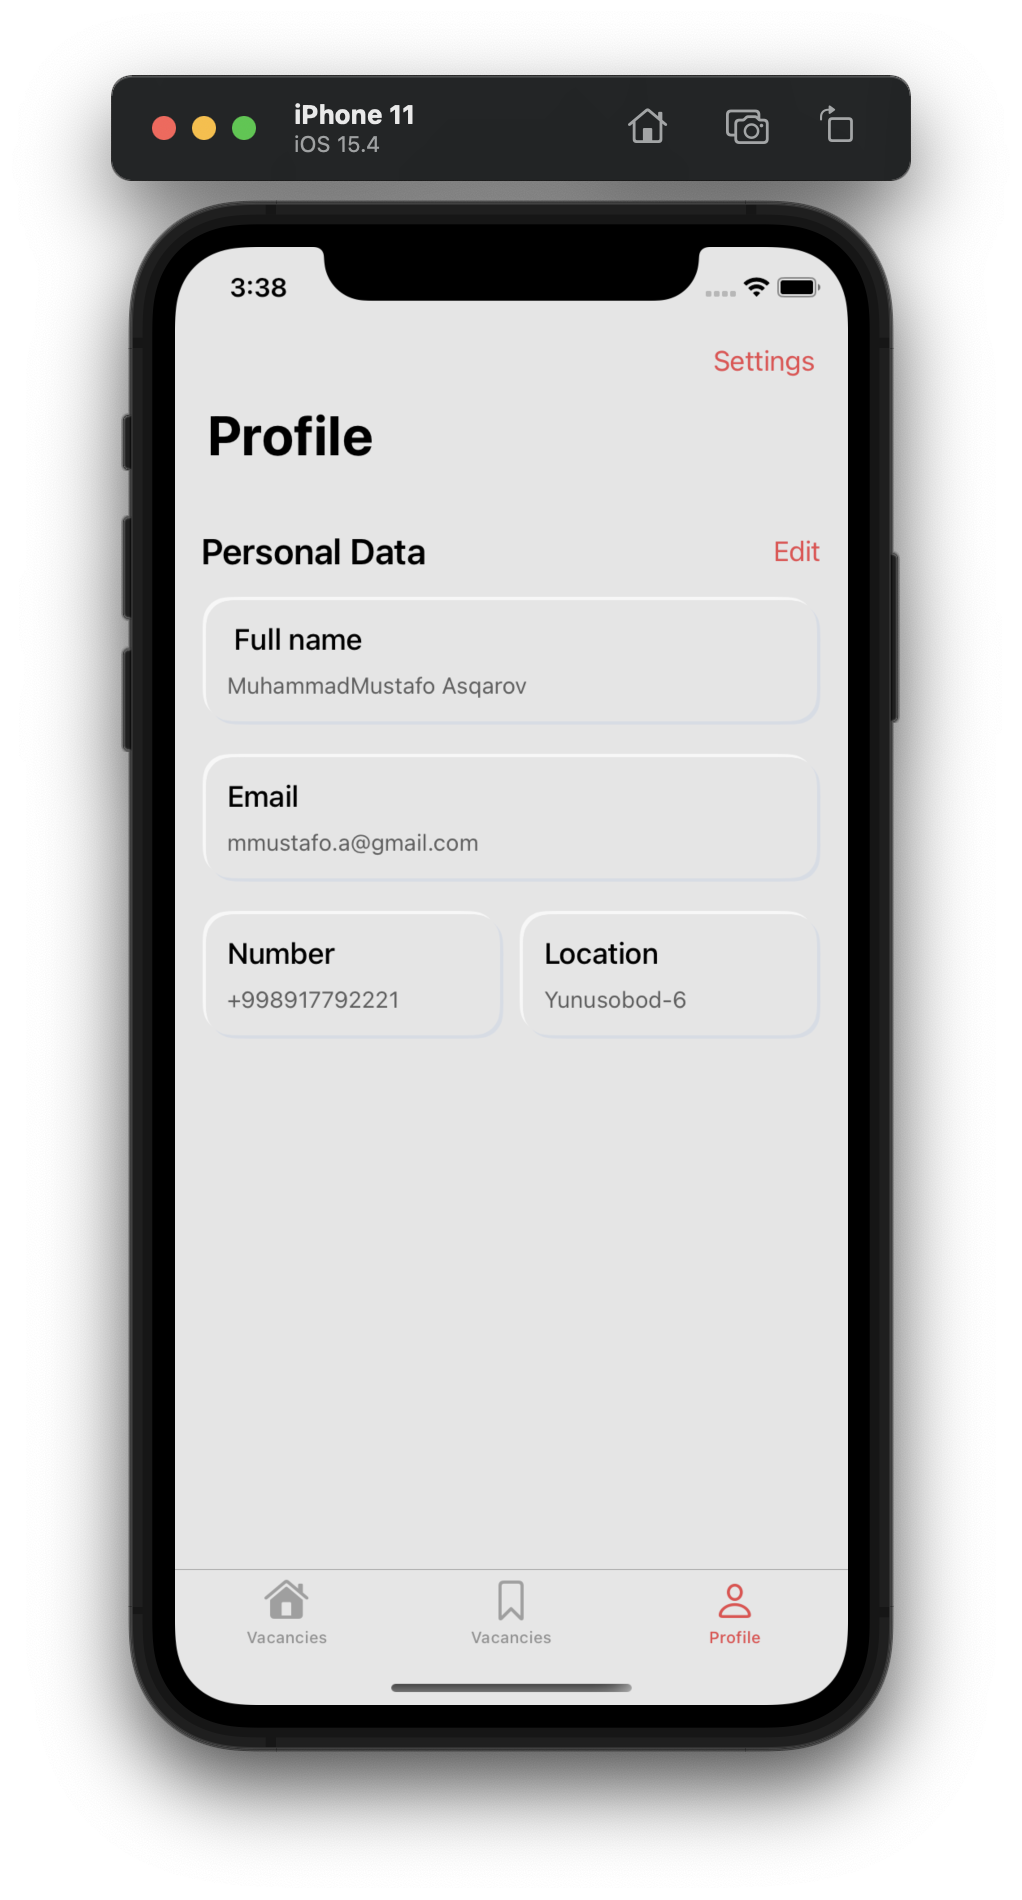 iPhone 11
iOS 15.4
3:38
Settings
Profile
Personal Data
Edit
Full name
MuhammadMustafo Asqarov
Email
mmustafo.a@gmail.com
Number
Location
+998917792221
Yunusobod-6
Vacancies
Vacancies
Profile